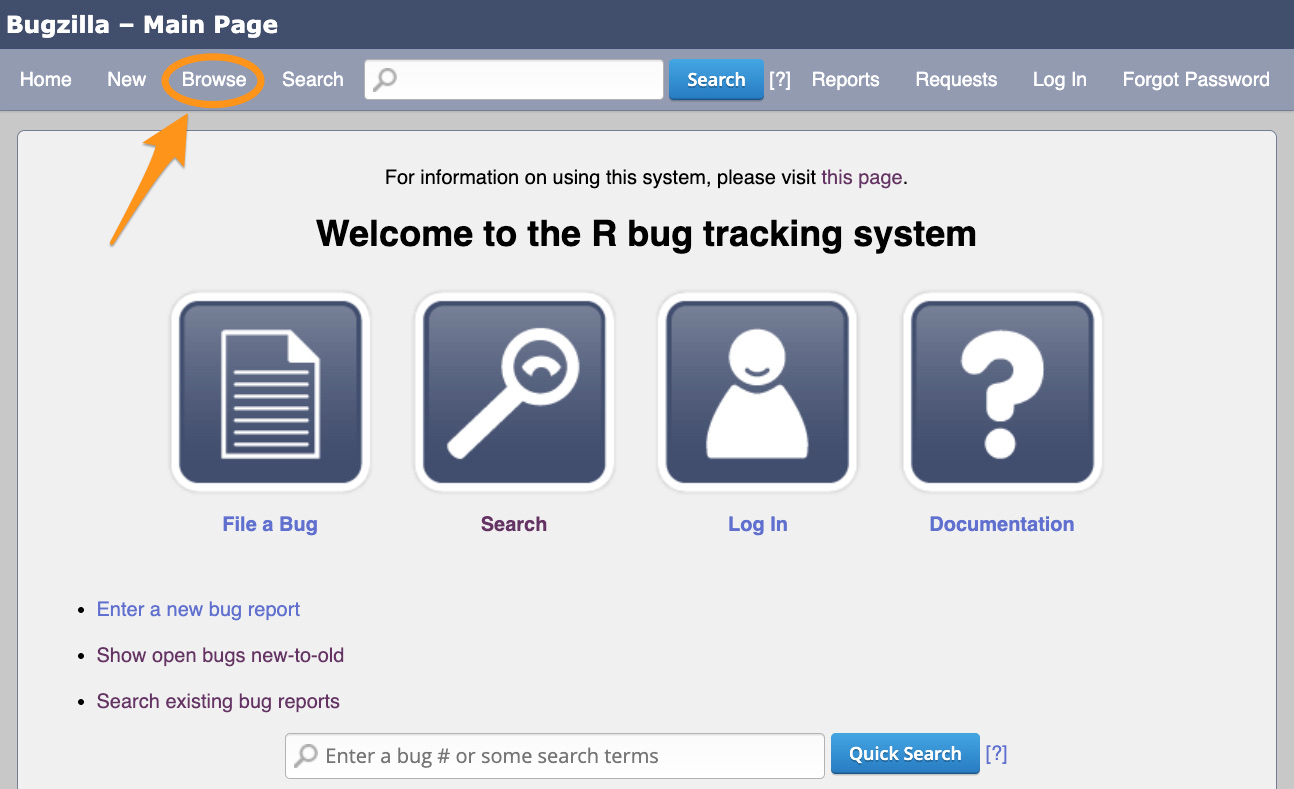 Bugzilla – Main Page
Home New Browse Search Search [?] Reports Requests Log In Forgot Password
For information on using this system, please visit this page.
Welcome to the R bug tracking system
File a Bug Search Log In Documentation
• Enter a new bug report
• Show open bugs new-to-old
• Search existing bug reports
Enter a bug # or some search terms Quick Search [?]